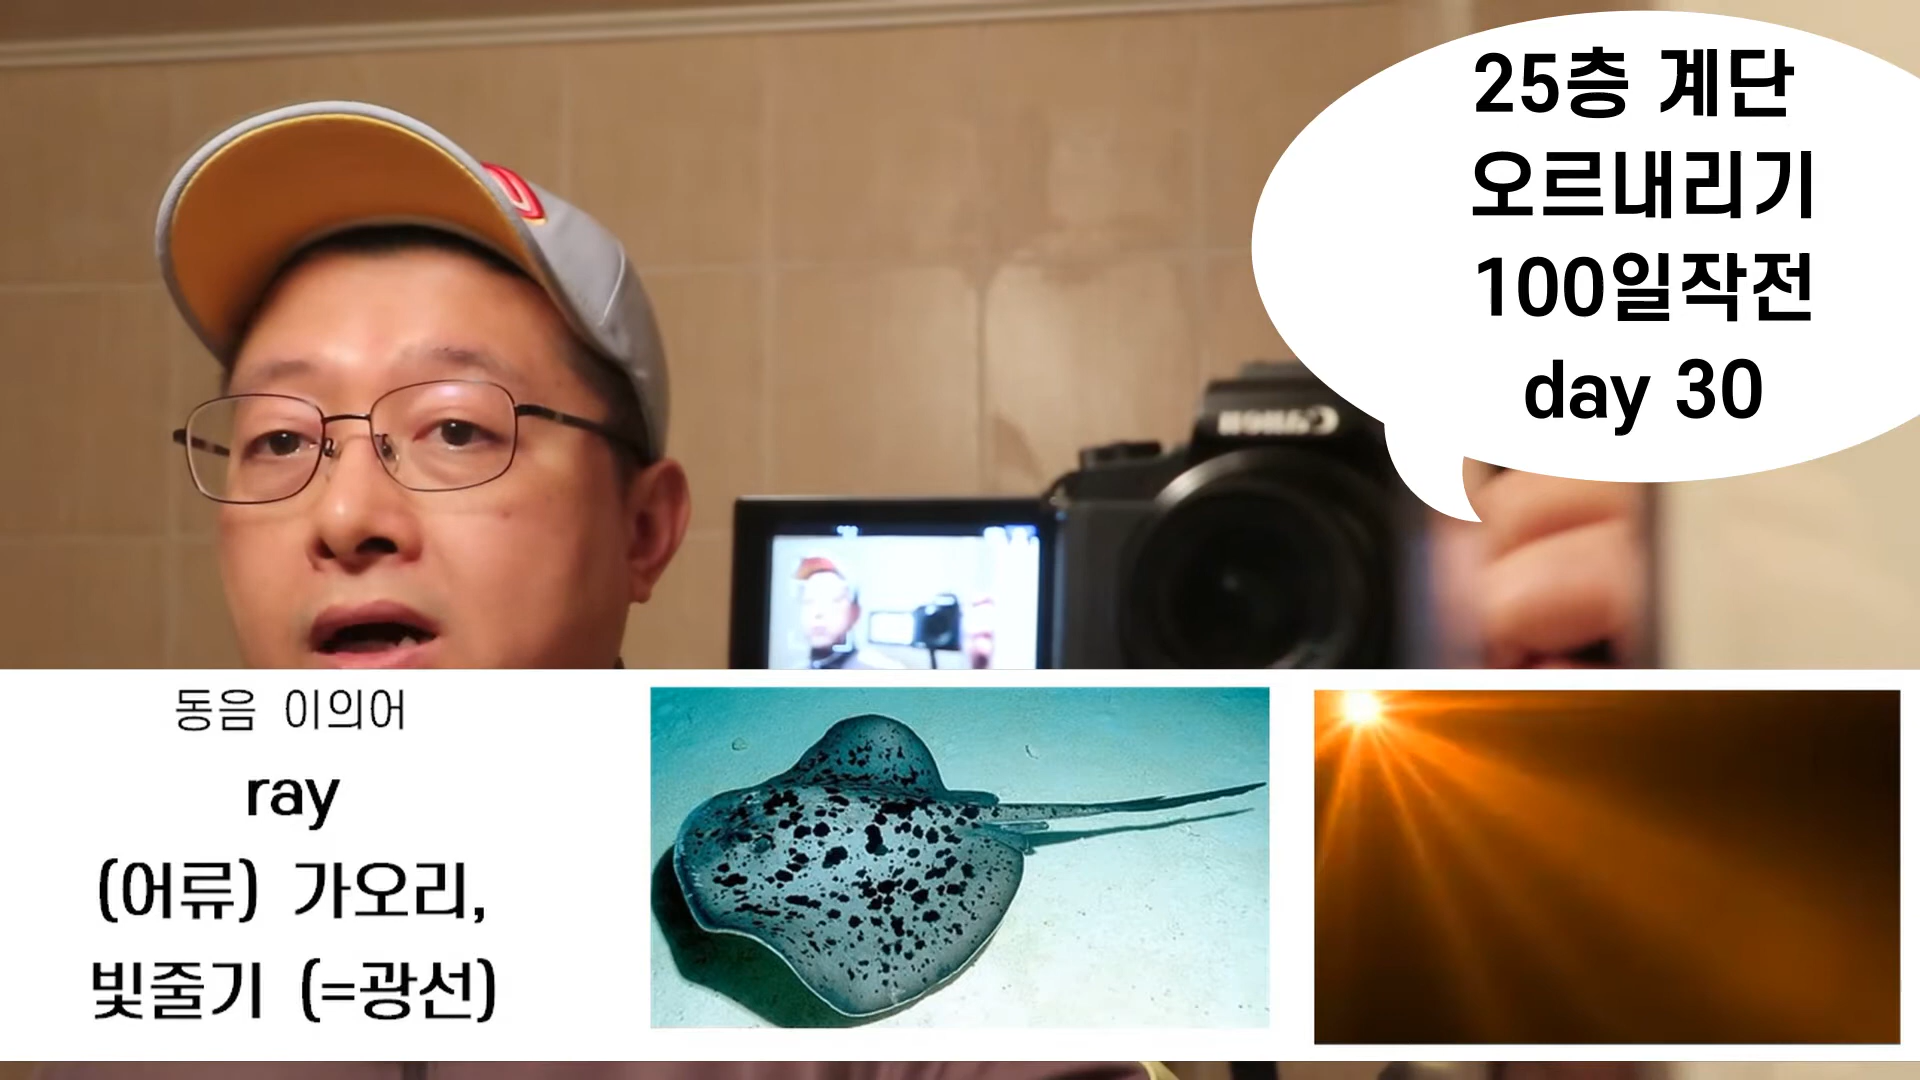 25층 계단
오르내리기
100일작전
day 30
Canon
동음 이의어
ray
(어류) 가오리,
빛줄기 (=광선)